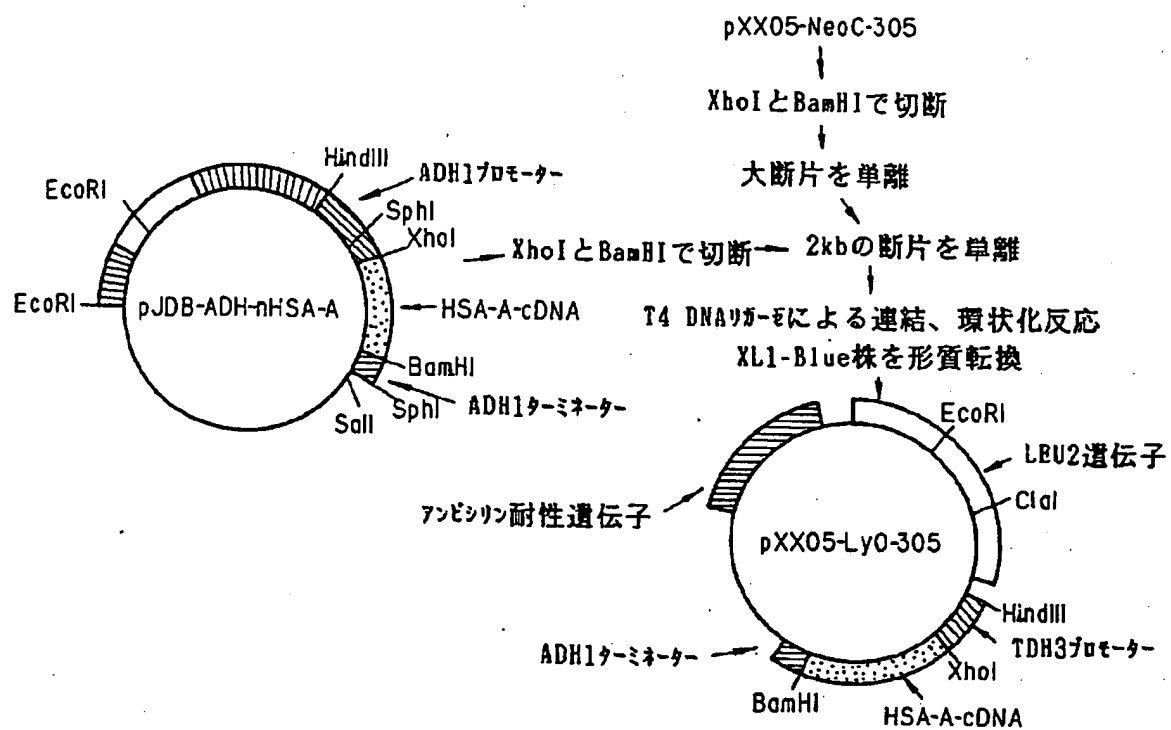 pXX05-NeoC-305
XhoIとBamHIで切断
大断片を単離
HindIII
ADH1プロモーター
EcoRI
SphI
XhoI
XhoIとBamHIで切断
2kbの断片を単離
EcoRI
pJDB-ADH-nHSA-A
HSA-A-cDNA
T4 DNAリガーゼによる連結、環状化反応
XL1-Blue株を形質転換
BamHI
SphI
ADH1ターミネーター
SalI
EcoRI
LEU2遺伝子
ClaI
アンピシリン耐性遺伝子
pXX05-Ly0-305
HindIII
TDH3プロモーター
ADH1ターミネーター
XhoI
BamHI
HSA-A-cDNA